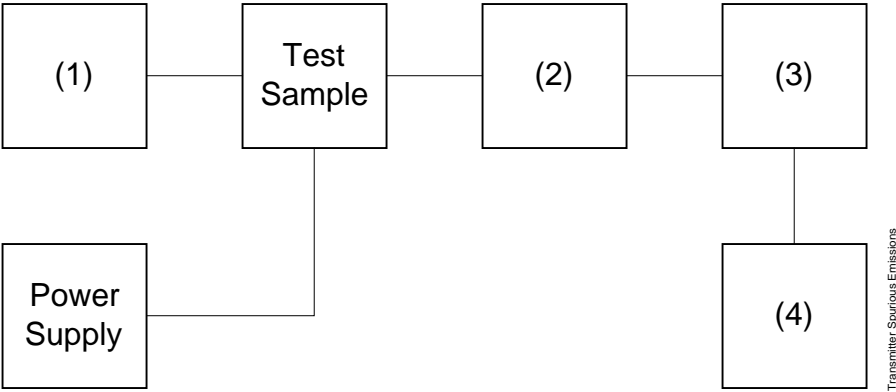 (1)
Test
Sample
(2)
(3)
Power
Supply
(4)
Transmitter Spurious Emissions